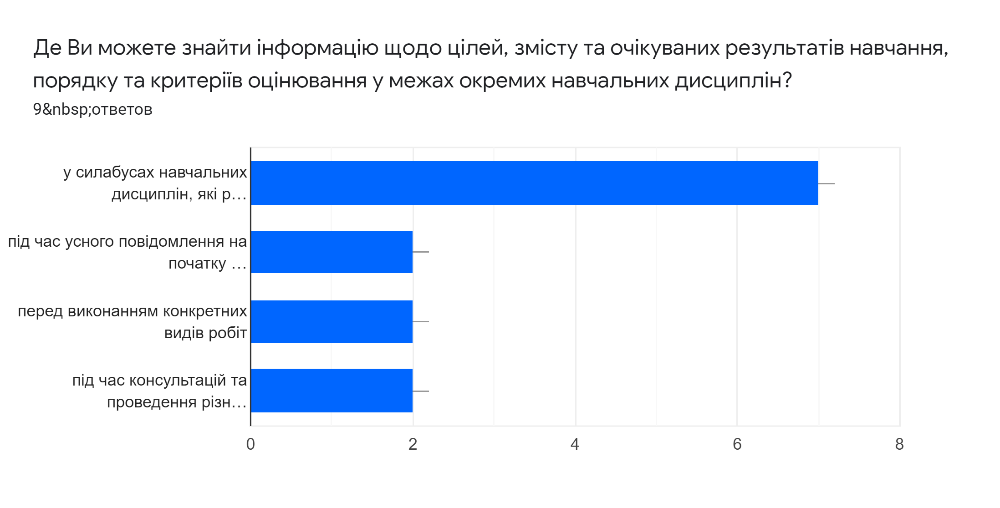 Де Ви можете знайти інформацію щодо цілей, змісту та очікуваних результатів навчання,
порядку та критеріїв оцінювання у межах окремих навчальних дисциплін?
9&nbsp;ответов
у силабусах навчальних
дисциплін, які р…
під час усного повідомлення на
початку …
перед виконанням конкретних
видів робіт
під час консультацій та
проведення різн…
0 2 4 6 8